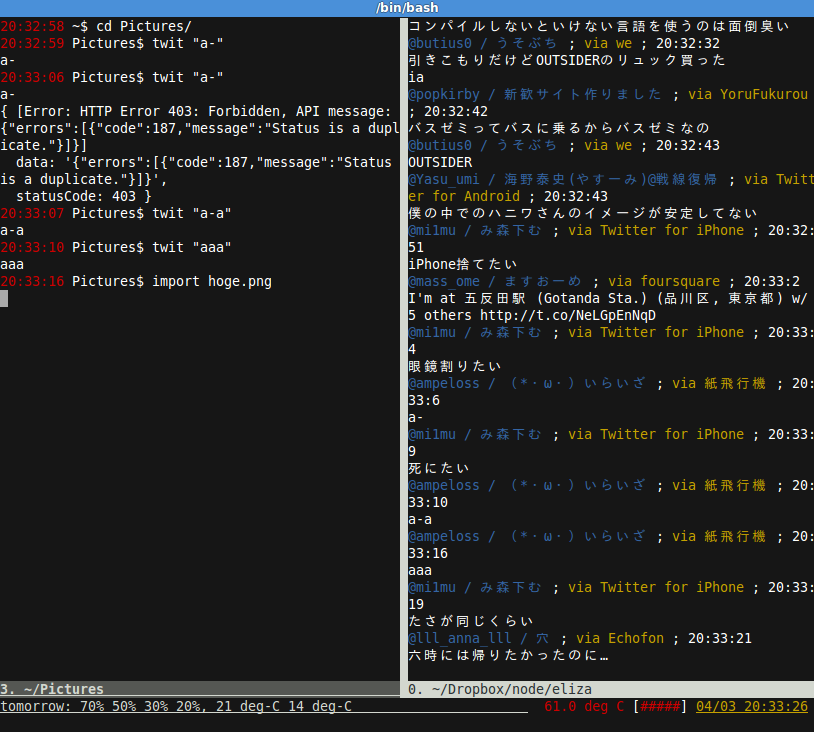 /bin/bash
20:32:58 ~$ cd Pictures/
20:32:59 Pictures$ twit "a-"
a-
20:33:06 Pictures$ twit "a-"
a-
{ [Error: HTTP Error 403: Forbidden, API message:
{"errors":[{"code":187,"message":"Status is a dupl
icate."}]}]
  data: '{"errors":[{"code":187,"message":"Status
is a duplicate."}]}',
  statusCode: 403 }
20:33:07 Pictures$ twit "a-a"
a-a
20:33:10 Pictures$ twit "aaa"
aaa
20:33:16 Pictures$ import hoge.png
3. ~/Pictures
コンパイルしないといけない言語を使うのは面倒臭い
@butius0 / うそぶち ; via we ; 20:32:32
引きこもりだけどOUTSIDERのリュック買った
ia
@popkirby / 新歓サイト作りました ; via YoruFukurou
; 20:32:42
バスゼミってバスに乗るからバスゼミなの
@butius0 / うそぶち ; via we ; 20:32:43
OUTSIDER
@Yasu_umi / 海野泰史(やすーみ)@戦線復帰 ; via Twitt
er for Android ; 20:32:43
僕の中でのハニワさんのイメージが安定してない
@mi1mu / み森下む ; via Twitter for iPhone ; 20:32:
51
iPhone捨てたい
@mass_ome / ますおーめ ; via foursquare ; 20:33:2
I'm at 五反田駅 (Gotanda Sta.) (品川区, 東京都) w/
5 others http://t.co/NeLGpEnNqD
@mi1mu / み森下む ; via Twitter for iPhone ; 20:33:
4
眼鏡割りたい
@ampeloss / （*･ω･）いらいざ ; via 紙飛行機 ; 20:
33:6
a-
@mi1mu / み森下む ; via Twitter for iPhone ; 20:33:
9
死にたい
@ampeloss / （*･ω･）いらいざ ; via 紙飛行機 ; 20:
33:10
a-a
@ampeloss / （*･ω･）いらいざ ; via 紙飛行機 ; 20:
33:16
aaa
@mi1mu / み森下む ; via Twitter for iPhone ; 20:33:
19
たさが同じくらい
@lll_anna_lll / 穴 ; via Echofon ; 20:33:21
六時には帰りたかったのに…
0. ~/Dropbox/node/eliza
tomorrow: 70% 50% 30% 20%, 21 deg-C 14 deg-C 61.0 deg C [#####] 04/03 20:33:26